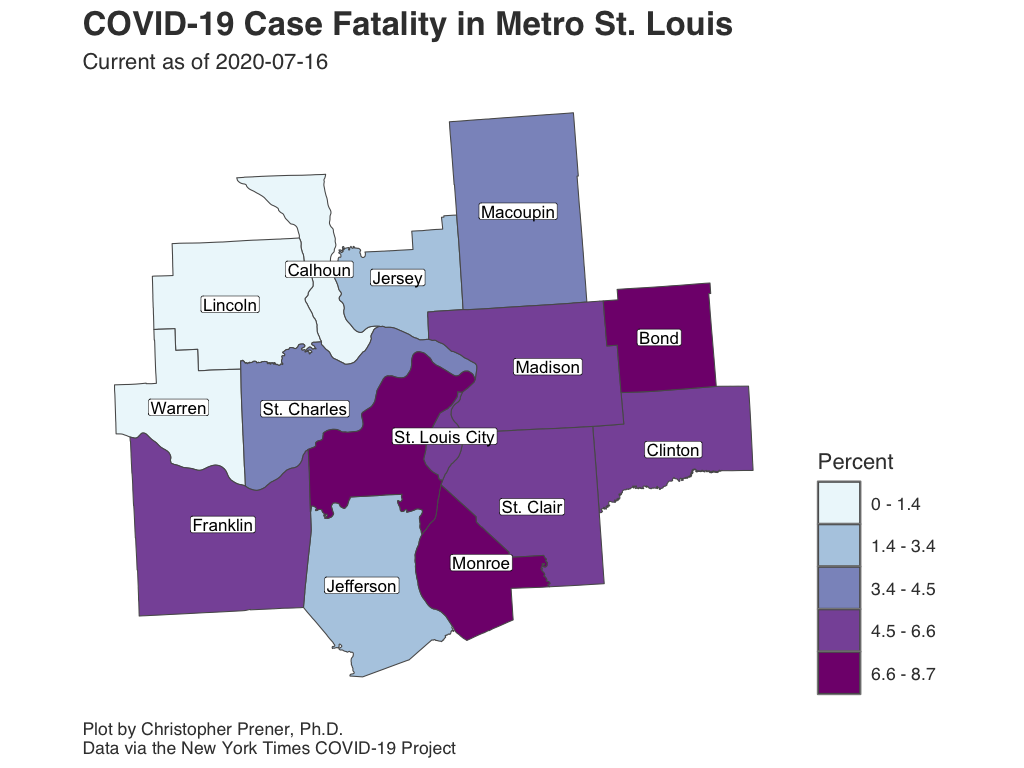 COVID-19 Case Fatality in Metro St. Louis
Current as of 2020-07-16
Macoupin
Calhoun
Jersey
Lincoln
Bond
Madison
Warren
St. Charles
St. Louis City
Clinton
St. Clair
Franklin
Monroe
Jefferson
Percent
0 - 1.4
1.4 - 3.4
3.4 - 4.5
4.5 - 6.6
6.6 - 8.7
Plot by Christopher Prener, Ph.D.
Data via the New York Times COVID-19 Project